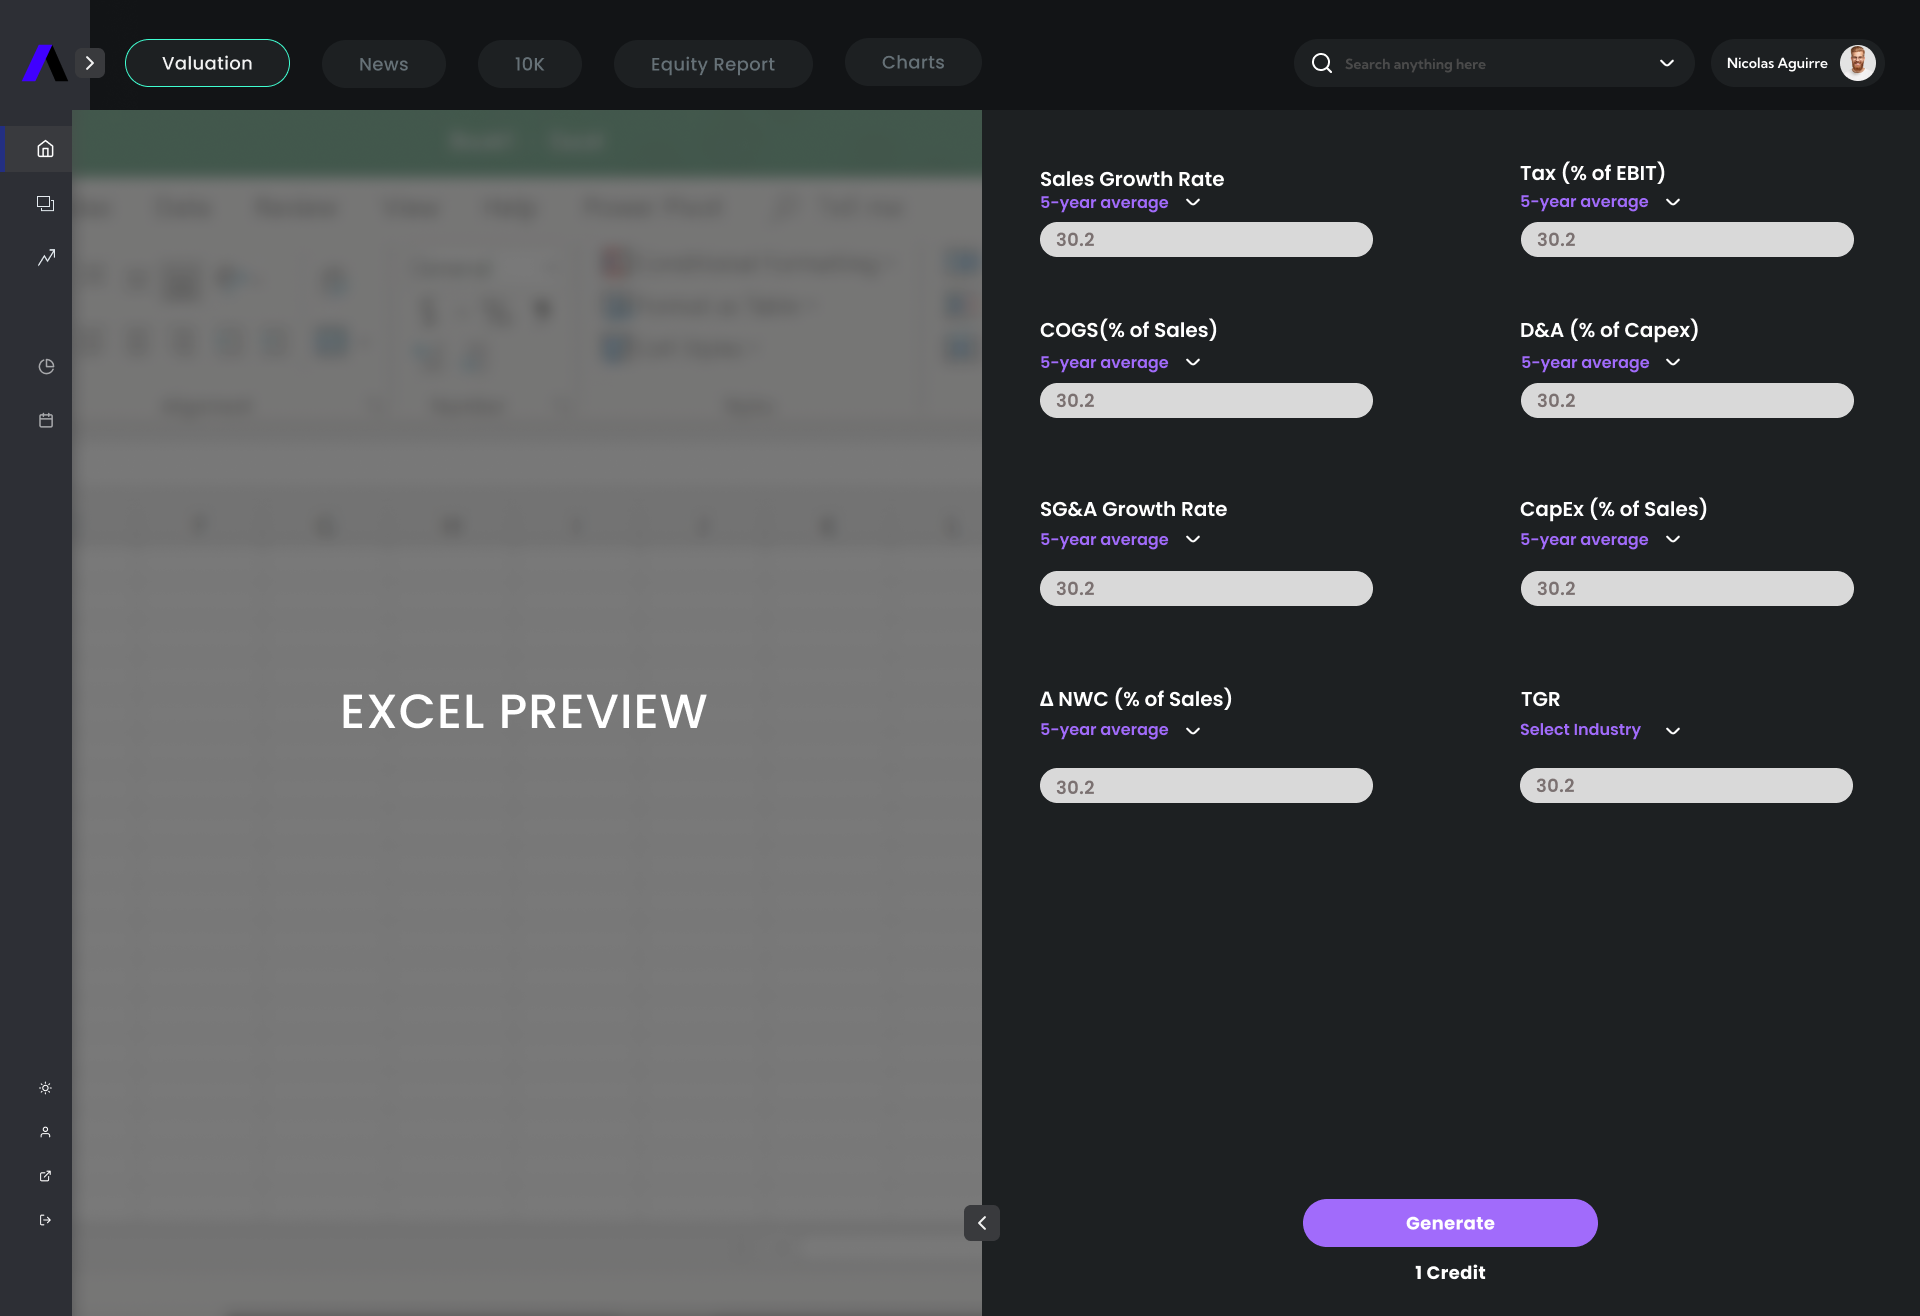 Valuation
News
10K
Equity Report
Charts
Search anything here
Nicolas Aguirre
Sales Growth Rate
5-year average
30.2
Tax (% of EBIT)
5-year average
30.2
COGS(% of Sales)
5-year average
30.2
D&A (% of Capex)
5-year average
30.2
SG&A Growth Rate
5-year average
30.2
CapEx (% of Sales)
5-year average
30.2
EXCEL PREVIEW
Δ NWC (% of Sales)
5-year average
30.2
TGR
Select Industry
30.2
Generate
1 Credit